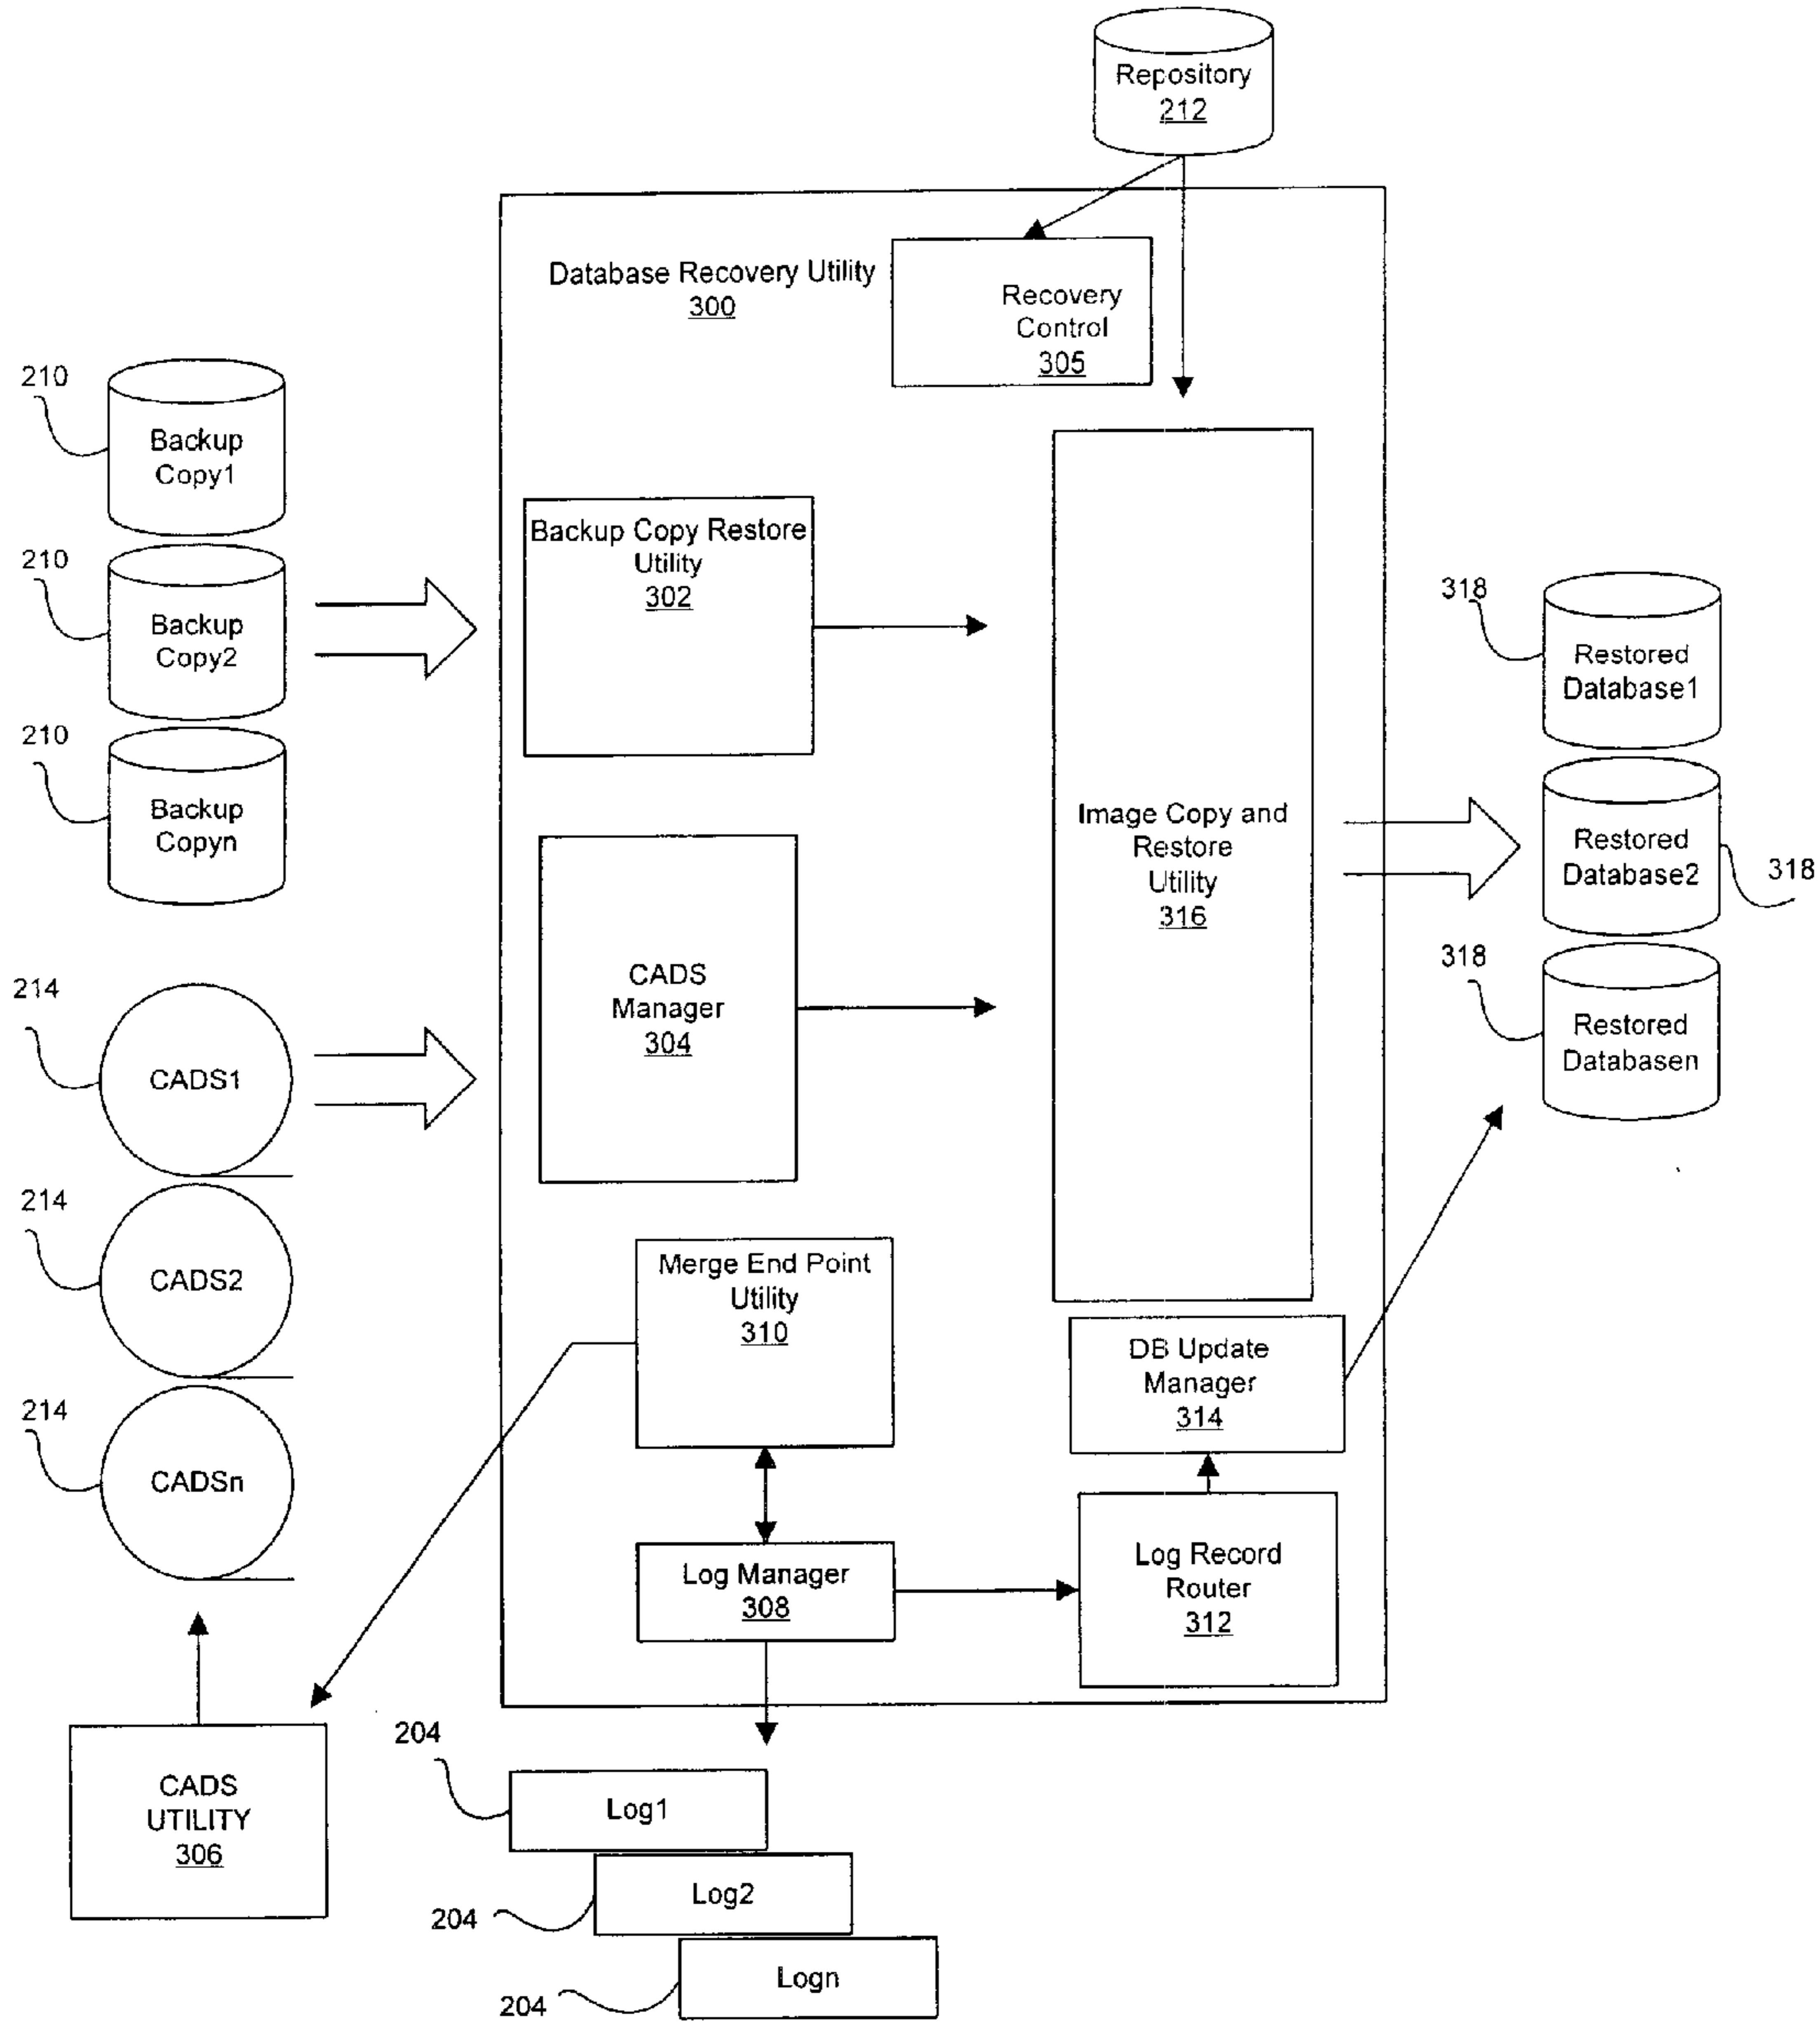 Repository
212
Database Recovery Utility
300
Recovery
Control
305
210
Backup
Copy1
210
Backup
Copy2
210
Backup
Copyn
Backup Copy Restore
Utility
302
318
Restored
Database1
Restored
Database2
318
318
Restored
Databasen
Image Copy and
Restore
Utility
316
CADS
Manager
304
214
CADS1
214
CADS2
214
CADSn
Merge End Point
Utility
310
DB Update
Manager
314
Log Manager
308
Log Record
Router
312
CADS
UTILITY
306
204
Log1
Log2
204
Logn
204